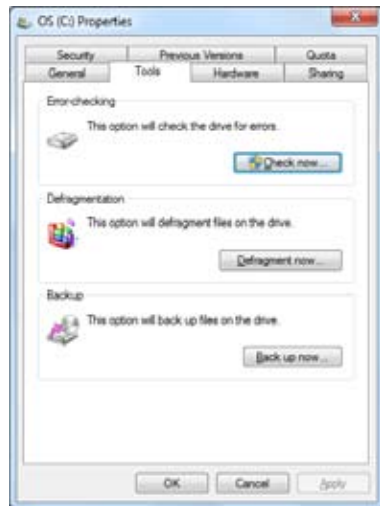 OS (C:) Properties
Security Previous Versions Quota
General Tools Hardware Sharing
Error-checking
This option will check the drive for errors.
Check now...
Defragmentation
This option will defragment files on the drive.
Defragment now...
Backup
This option will back up files on the drive.
Back up now...
OK Cancel Apply